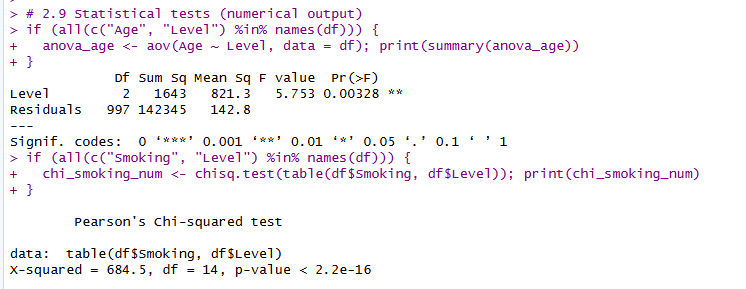 > # 2.9 Statistical tests (numerical output)
> if (all(c("Age", "Level") %in% names(df))) {
+   anova_age <- aov(Age ~ Level, data = df); print(summary(anova_age))
+ }
             Df Sum Sq Mean Sq F value  Pr(>F)
Level         2   1643   821.3   5.753 0.00328 **
Residuals   997 142345   142.8
---
Signif. codes:  0 ‘***’ 0.001 ‘**’ 0.01 ‘*’ 0.05 ‘.’ 0.1 ‘ ’ 1
> if (all(c("Smoking", "Level") %in% names(df))) {
+   chi_smoking_num <- chisq.test(table(df$Smoking, df$Level)); print(chi_smoking_num)
+ }

        Pearson's Chi-squared test

data:  table(df$Smoking, df$Level)
X-squared = 684.5, df = 14, p-value < 2.2e-16